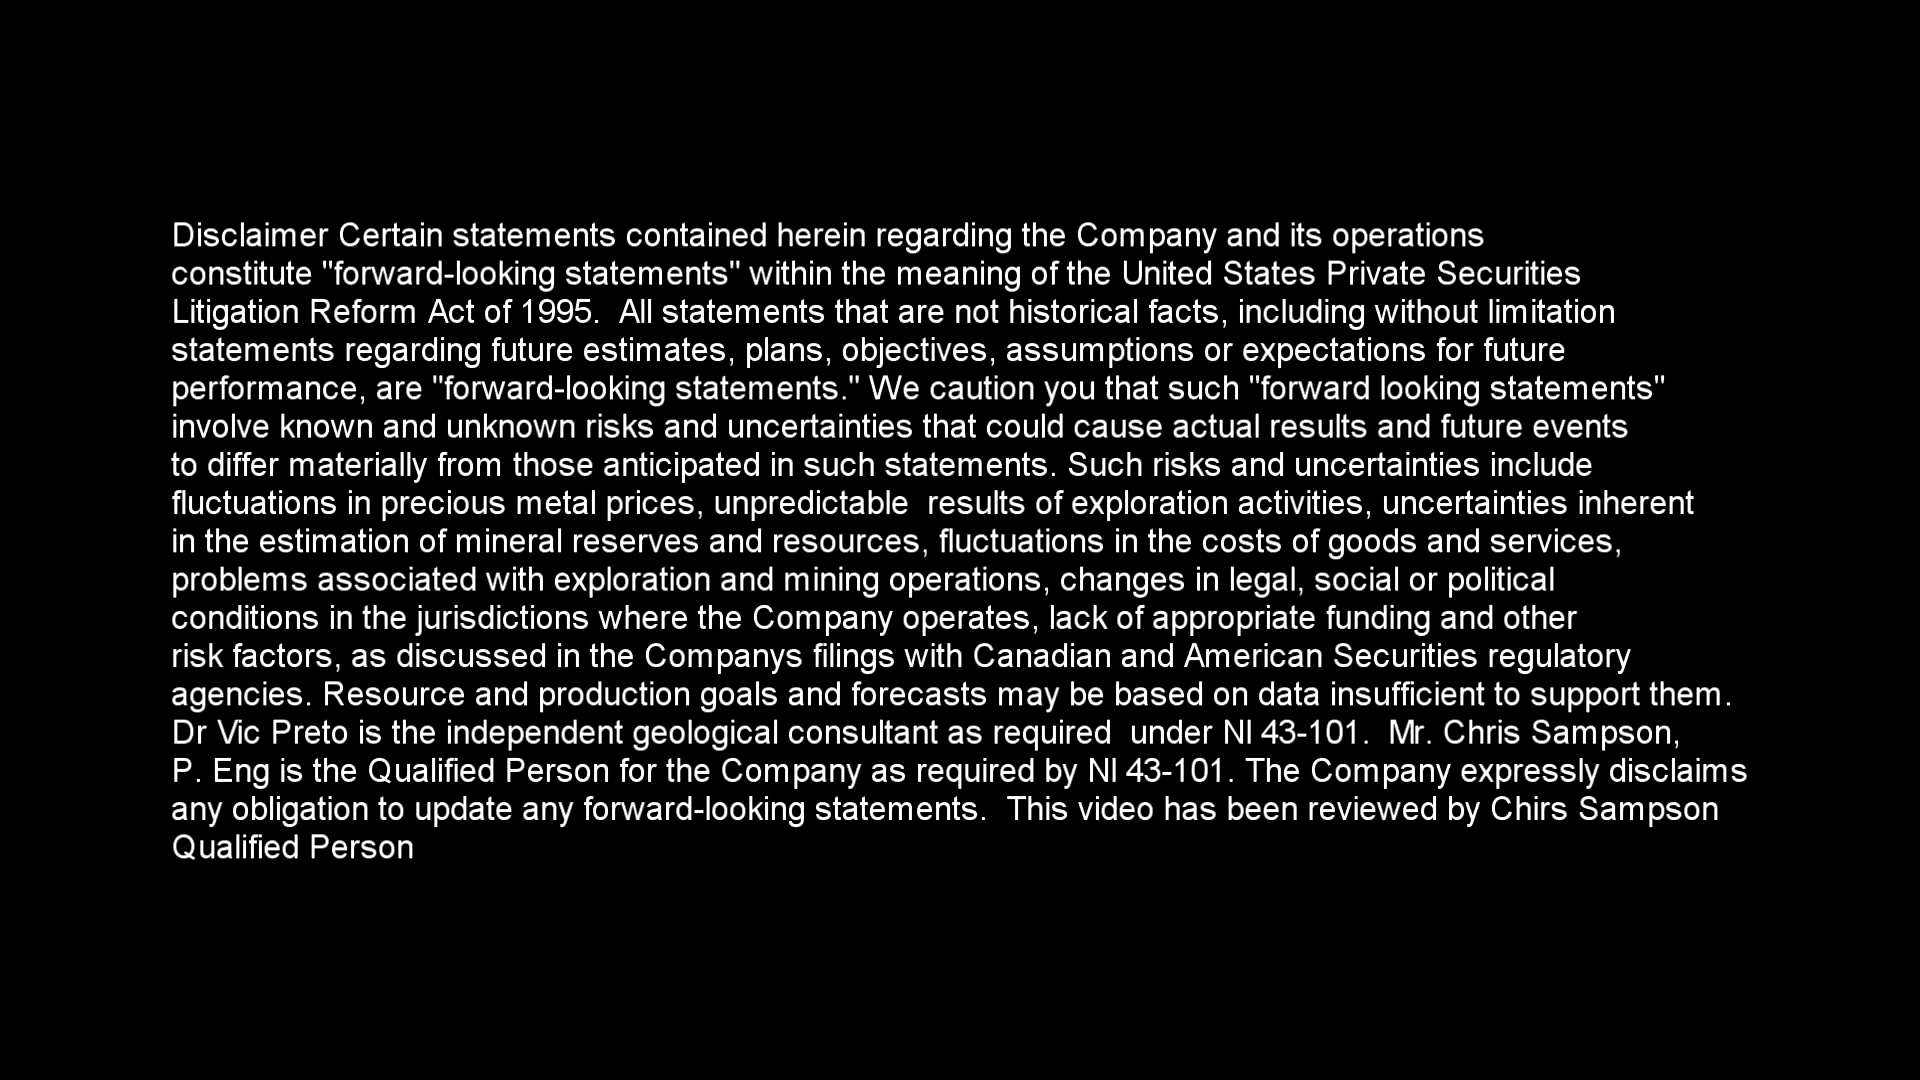 Disclaimer Certain statements contained herein regarding the Company and its operations
constitute "forward-looking statements" within the meaning of the United States Private Securities
Litigation Reform Act of 1995.  All statements that are not historical facts, including without limitation
statements regarding future estimates, plans, objectives, assumptions or expectations for future
performance, are "forward-looking statements." We caution you that such "forward looking statements"
involve known and unknown risks and uncertainties that could cause actual results and future events
to differ materially from those anticipated in such statements. Such risks and uncertainties include
fluctuations in precious metal prices, unpredictable  results of exploration activities, uncertainties inherent
in the estimation of mineral reserves and resources, fluctuations in the costs of goods and services,
problems associated with exploration and mining operations, changes in legal, social or political
conditions in the jurisdictions where the Company operates, lack of appropriate funding and other
risk factors, as discussed in the Companys filings with Canadian and American Securities regulatory
agencies. Resource and production goals and forecasts may be based on data insufficient to support them.
Dr Vic Preto is the independent geological consultant as required  under NI 43-101.  Mr. Chris Sampson,
P. Eng is the Qualified Person for the Company as required by NI 43-101. The Company expressly disclaims
any obligation to update any forward-looking statements.  This video has been reviewed by Chirs Sampson
Qualified Person